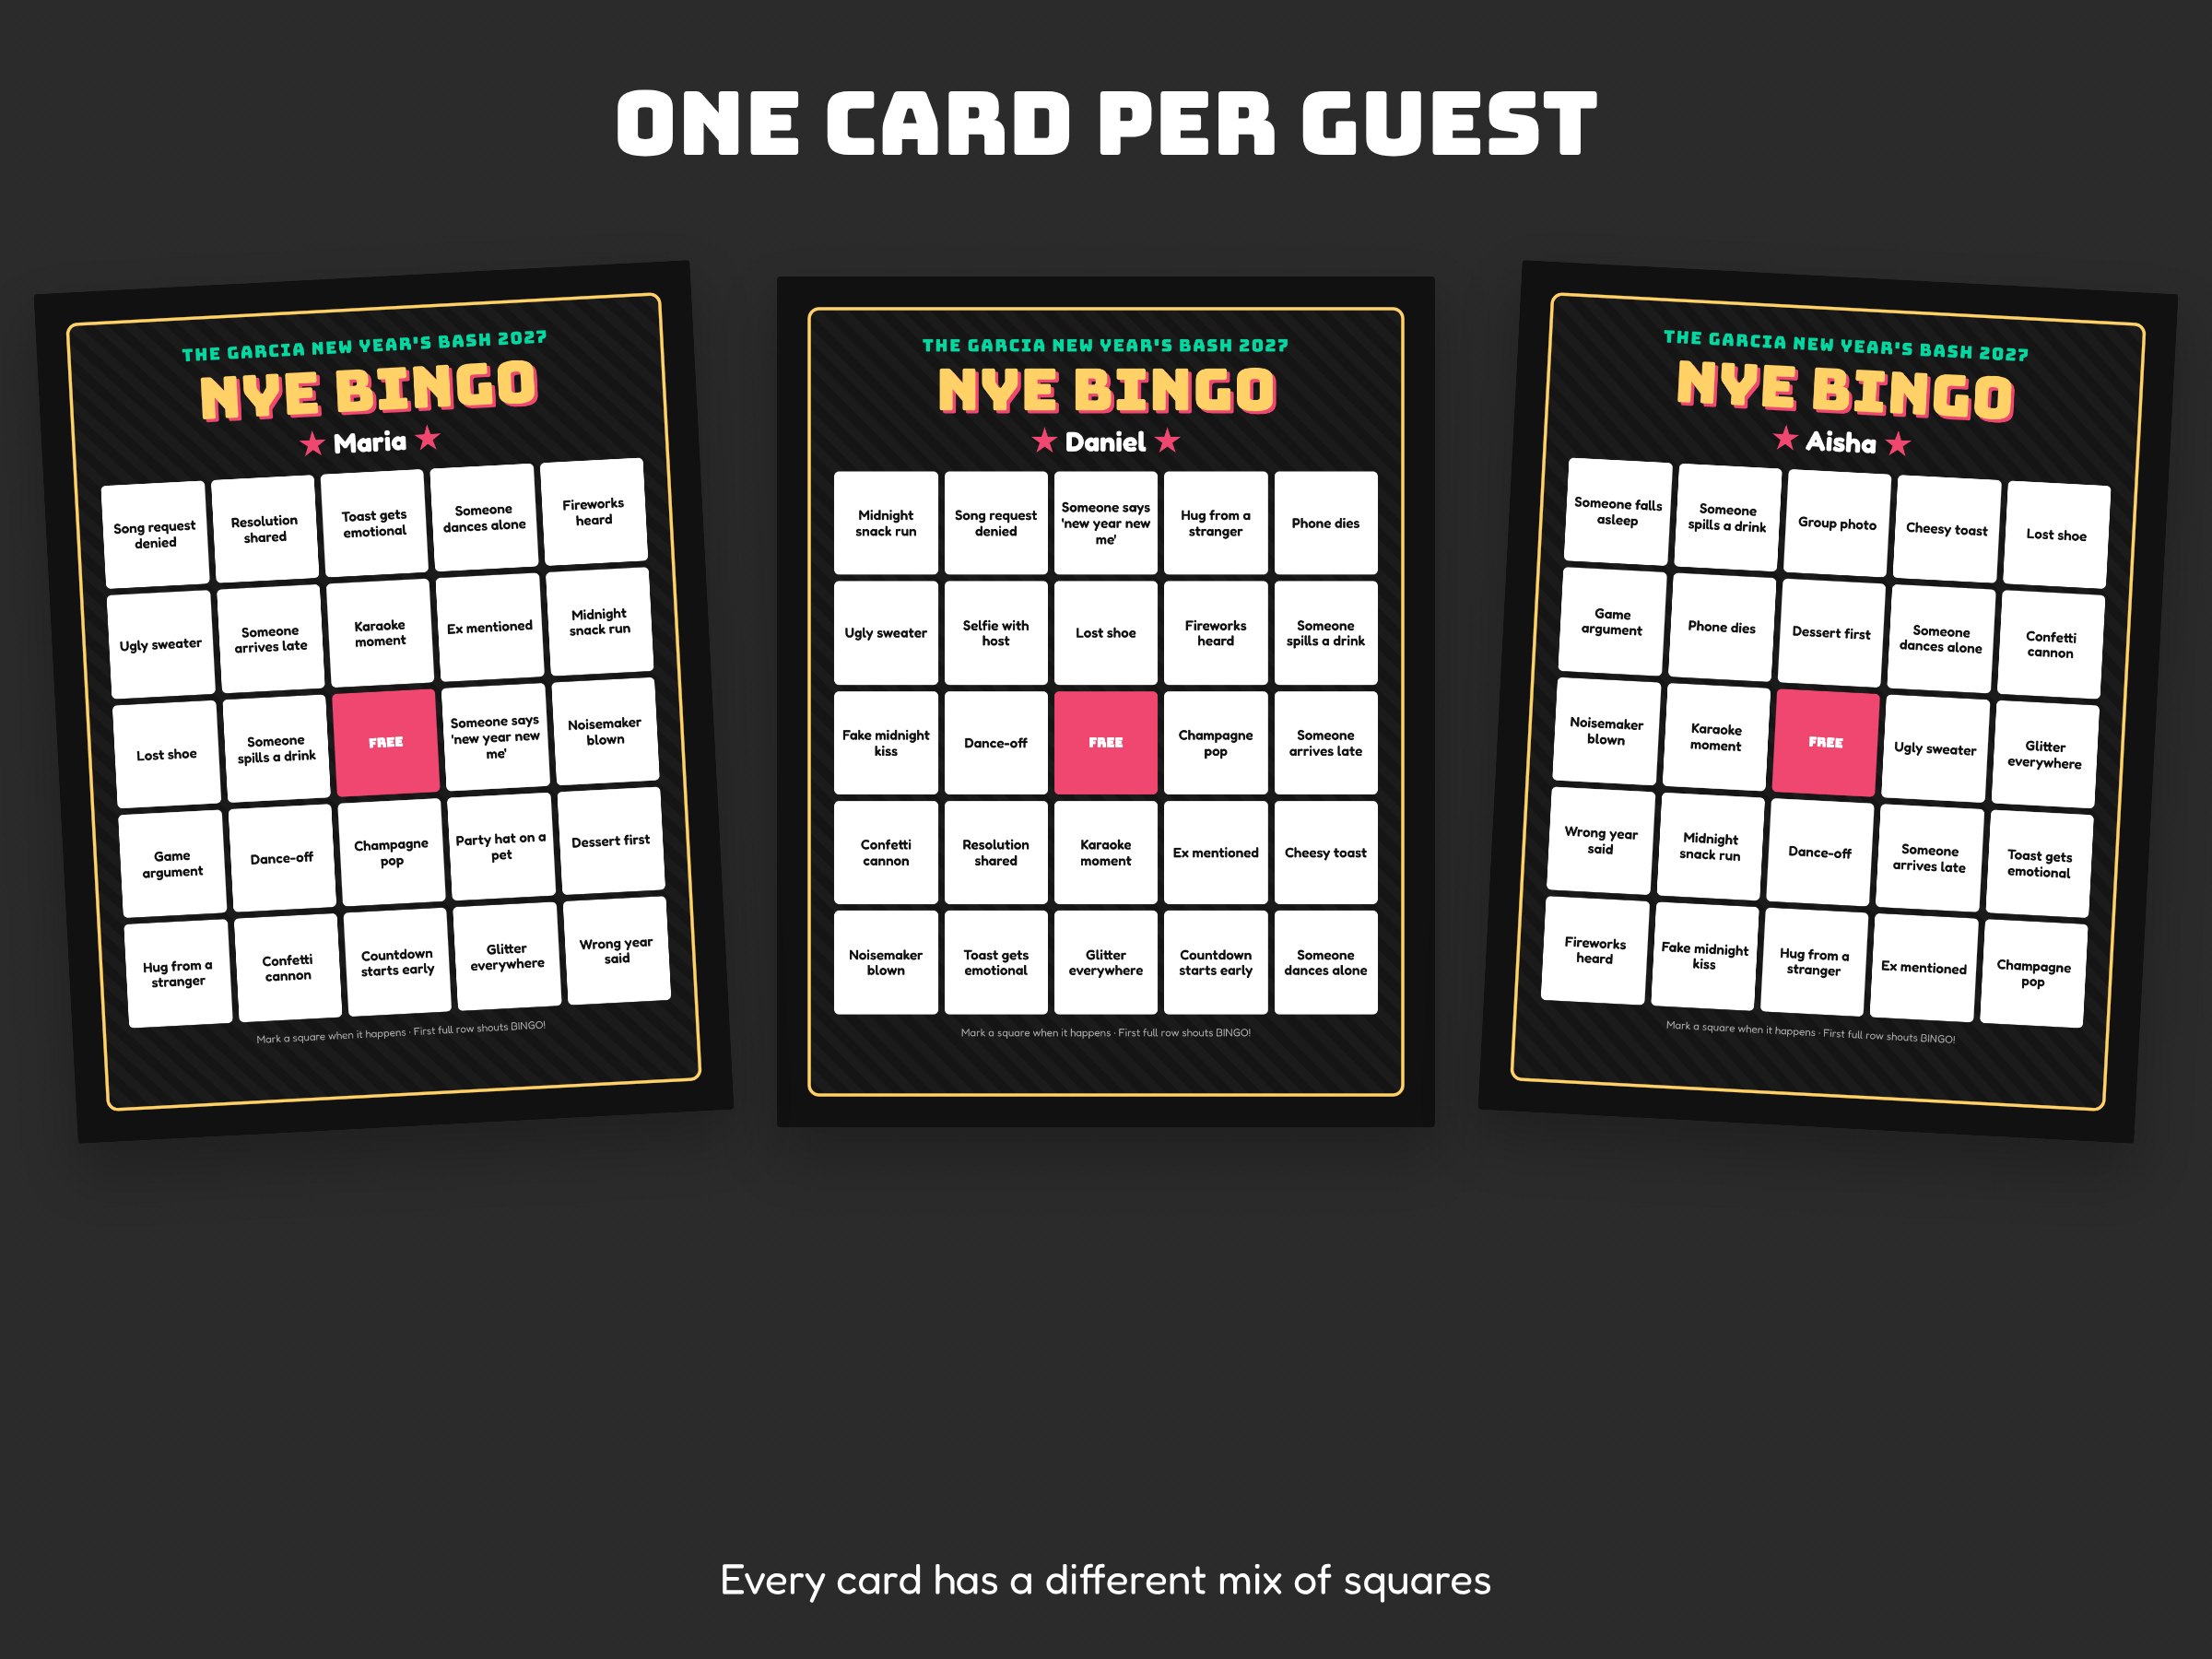 ONE CARD PER GUEST
THE GARCIA NEW YEAR'S BASH 2027
NYE BINGO
Maria
Song request
denied
Resolution
shared
Toast gets
emotional
Someone
dances alone
Fireworks
heard
Ugly sweater
Someone
arrives late
Karaoke
moment
Ex mentioned
Midnight
snack run
Lost shoe
Someone
spills a drink
FREE
Someone says
'new year new
me'
Noisemaker
blown
Game
argument
Dance-off
Champagne
pop
Party hat on a
pet
Dessert first
Hug from a
stranger
Confetti
cannon
Countdown
starts early
Glitter
everywhere
Wrong year
said
Mark a square when it happens · First full row shouts BINGO!
THE GARCIA NEW YEAR'S BASH 2027
NYE BINGO
Daniel
Midnight
snack run
Song request
denied
Someone says
'new year new
me'
Hug from a
stranger
Phone dies
Ugly sweater
Selfie with
host
Lost shoe
Fireworks
heard
Someone
spills a drink
Fake midnight
kiss
Dance-off
FREE
Champagne
pop
Someone
arrives late
Confetti
cannon
Resolution
shared
Karaoke
moment
Ex mentioned
Cheesy toast
Noisemaker
blown
Toast gets
emotional
Glitter
everywhere
Countdown
starts early
Someone
dances alone
Mark a square when it happens · First full row shouts BINGO!
THE GARCIA NEW YEAR'S BASH 2027
NYE BINGO
Aisha
Someone falls
asleep
Someone
spills a drink
Group photo
Cheesy toast
Lost shoe
Game
argument
Phone dies
Dessert first
Someone
dances alone
Confetti
cannon
Noisemaker
blown
Karaoke
moment
FREE
Ugly sweater
Glitter
everywhere
Wrong year
said
Midnight
snack run
Dance-off
Someone
arrives late
Toast gets
emotional
Fireworks
heard
Fake midnight
kiss
Hug from a
stranger
Ex mentioned
Champagne
pop
Mark a square when it happens · First full row shouts BINGO!
Every card has a different mix of squares